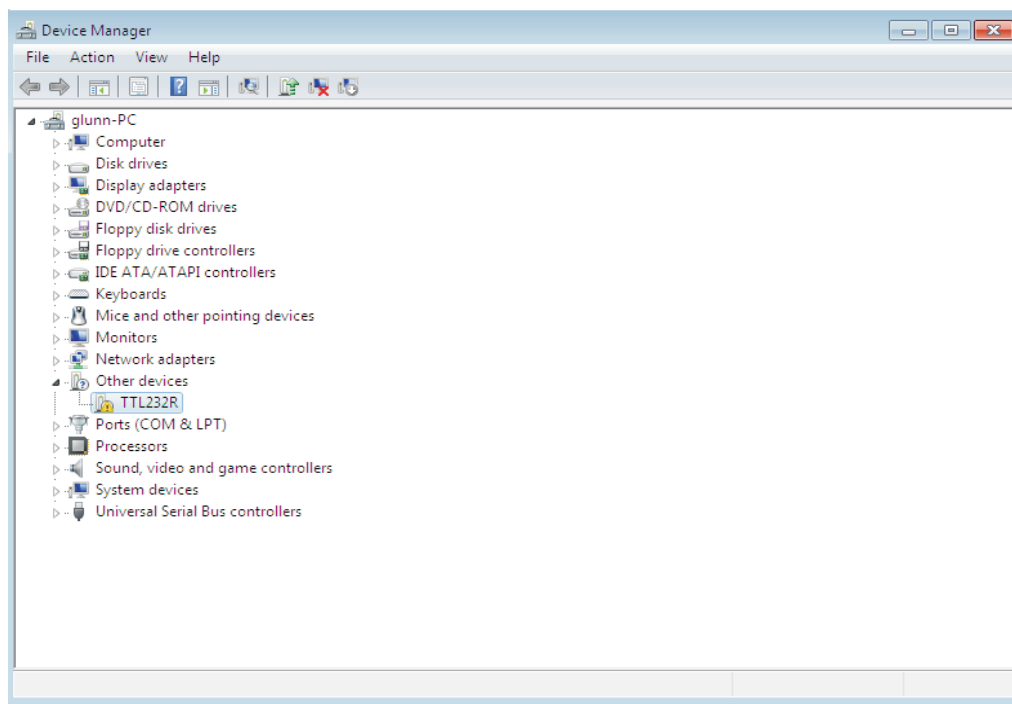 Device Manager
File Action View Help
glunn-PC
Computer
Disk drives
Display adapters
DVD/CD-ROM drives
Floppy disk drives
Floppy drive controllers
IDE ATA/ATAPI controllers
Keyboards
Mice and other pointing devices
Monitors
Network adapters
Other devices
TTL232R
Ports (COM & LPT)
Processors
Sound, video and game controllers
System devices
Universal Serial Bus controllers